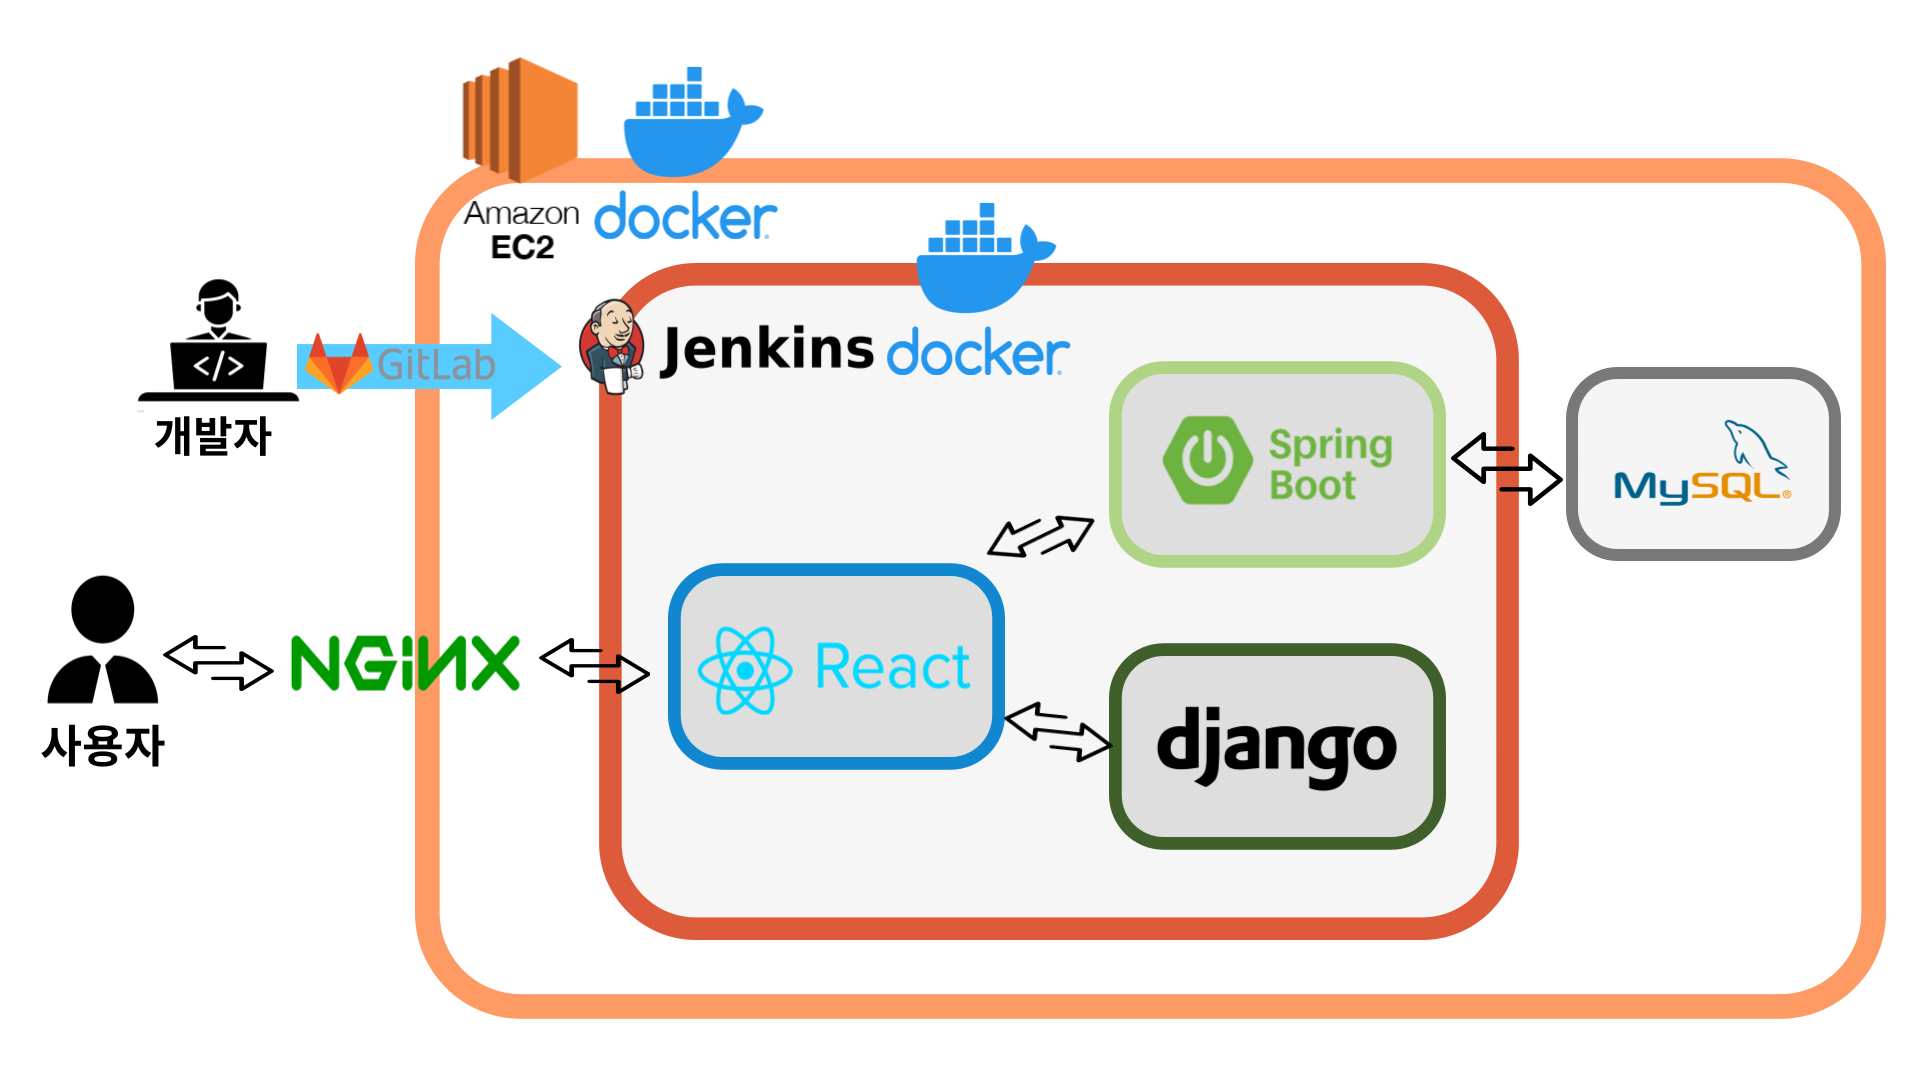 Amazon
EC2
docker
Jenkins
docker
</>
GitLab
개발자
Spring
Boot
MySQL®
사용자
NGiNX
React
django